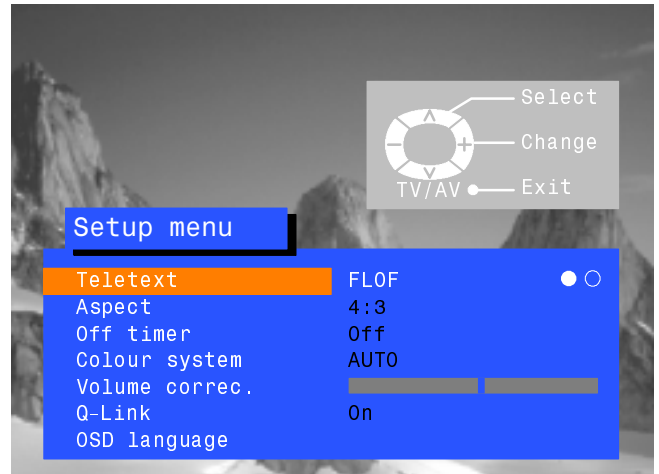 Select
Change
TV/AV Exit
Setup menu
Teletext FLOF
Aspect 4:3
Off timer Off
Colour system AUTO
Volume correc.
Q-Link On
OSD language